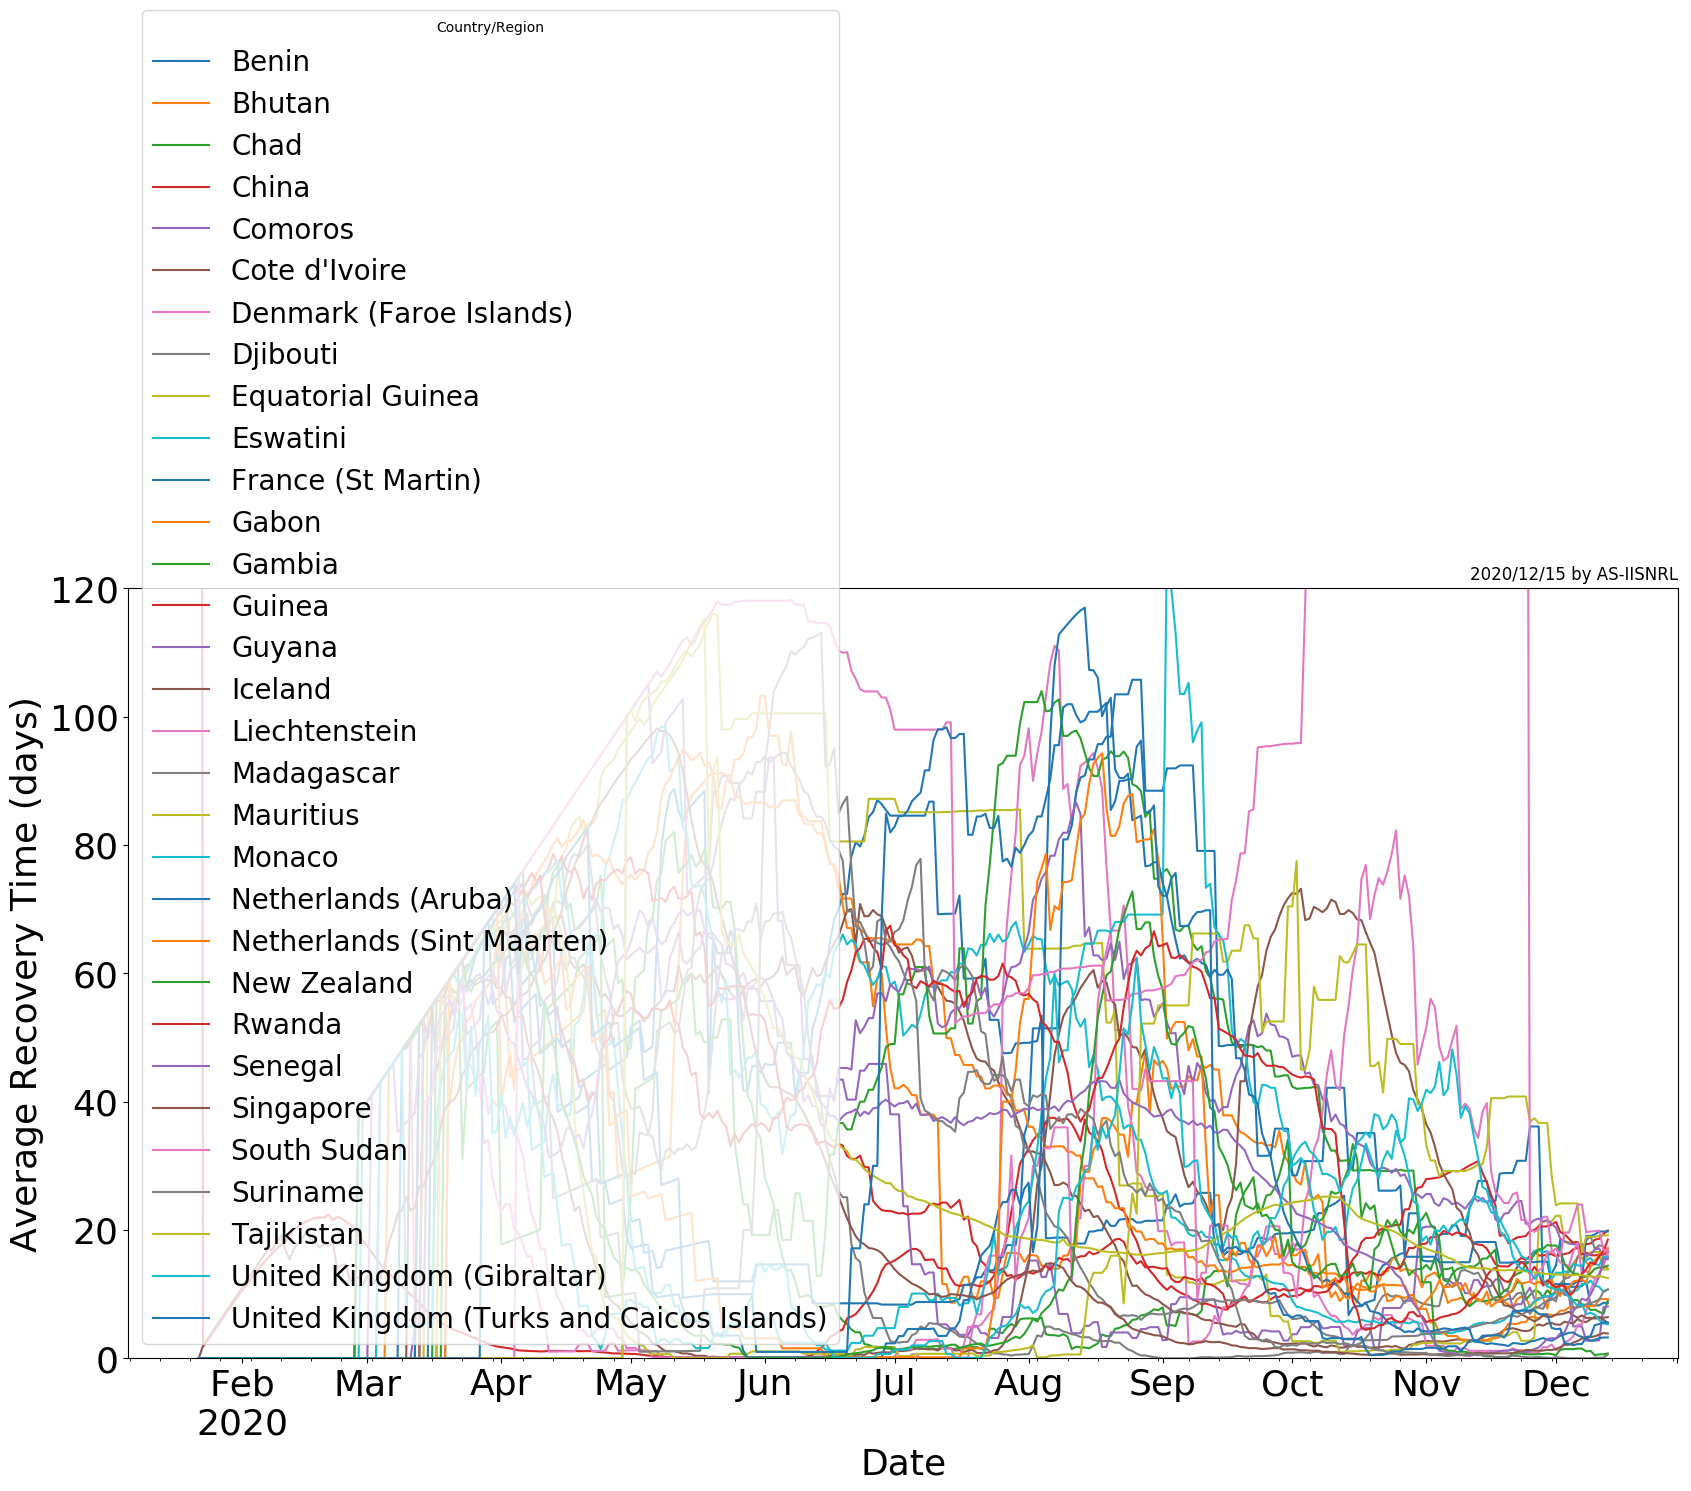 Country/Region
Benin
Bhutan
Chad
China
Comoros
Cote d'Ivoire
Denmark (Faroe Islands)
Djibouti
Equatorial Guinea
Eswatini
France (St Martin)
Gabon
Gambia
Guinea
Guyana
Iceland
Liechtenstein
Madagascar
Mauritius
Monaco
Netherlands (Aruba)
Netherlands (Sint Maarten)
New Zealand
Rwanda
Senegal
Singapore
South Sudan
Suriname
Tajikistan
United Kingdom (Gibraltar)
United Kingdom (Turks and Caicos Islands)
2020/12/15 by AS-IISNRL
Average Recovery Time (days)
120
100
80
60
40
20
0
Feb Mar Apr May Jun Jul Aug Sep Oct Nov Dec
2020
Date